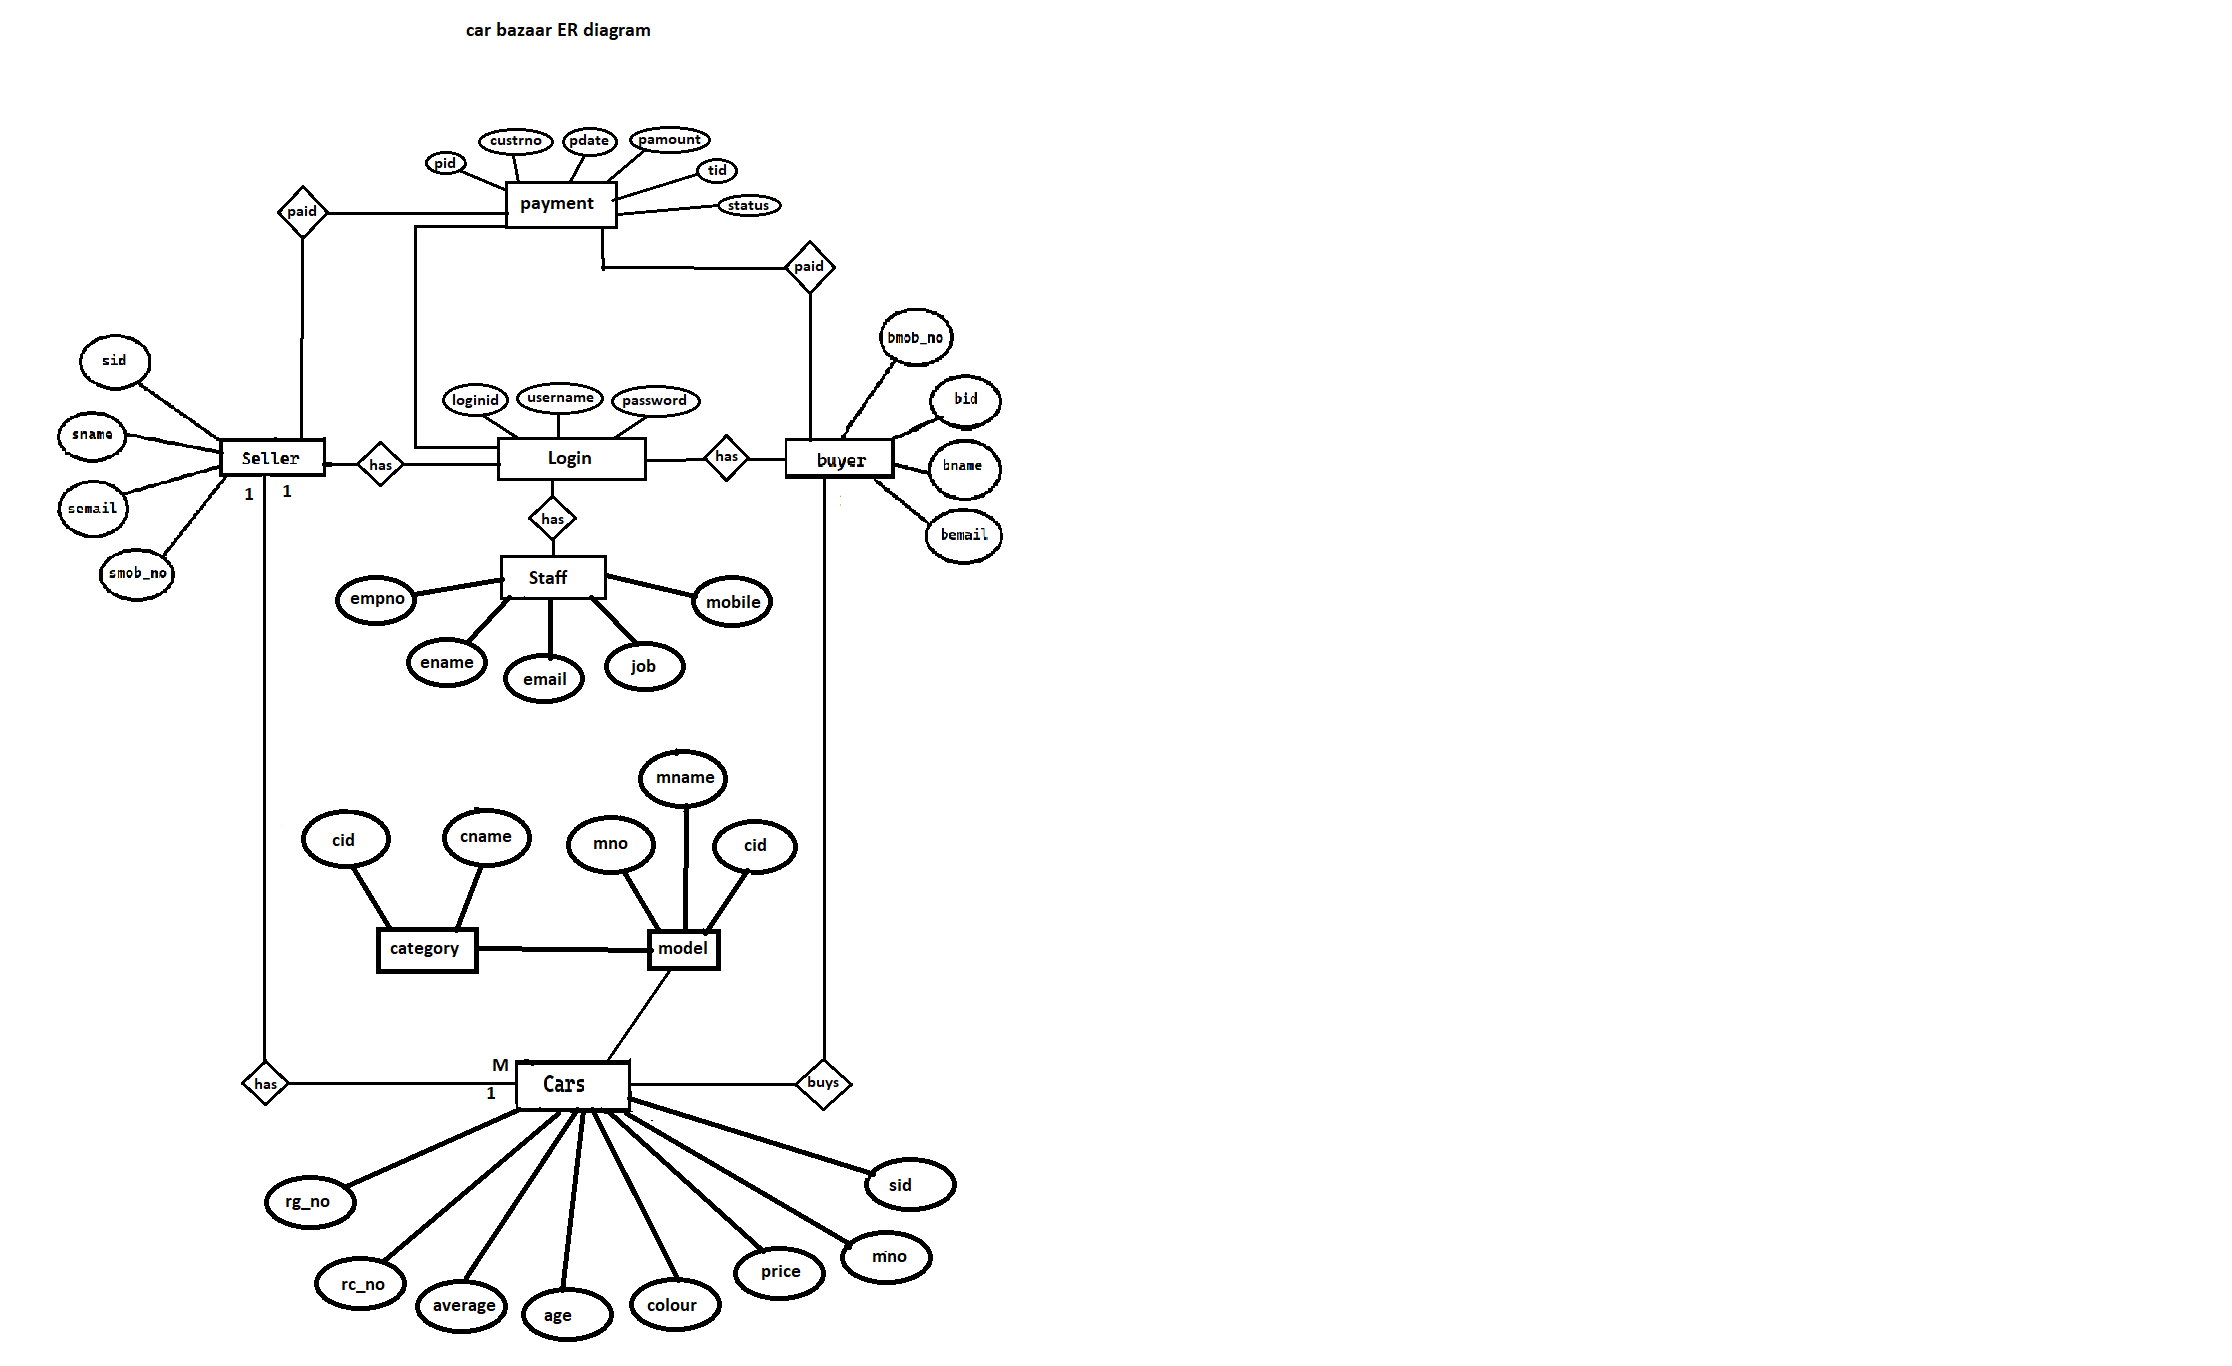 car bazaar ER diagram
custrno
pdate
pamount
pid
tid
payment
status
paid
paid
bmob_no
sid
bid
loginid
username
password
sname
Seller
has
Login
has
buyer
bname
1
1
semail
has
bemail
smob_no
Staff
empno
mobile
ename
email
job
mname
cid
cname
mno
cid
category
model
M
has
1
Cars
buys
sid
rg_no
mno
rc_no
price
average
age
colour